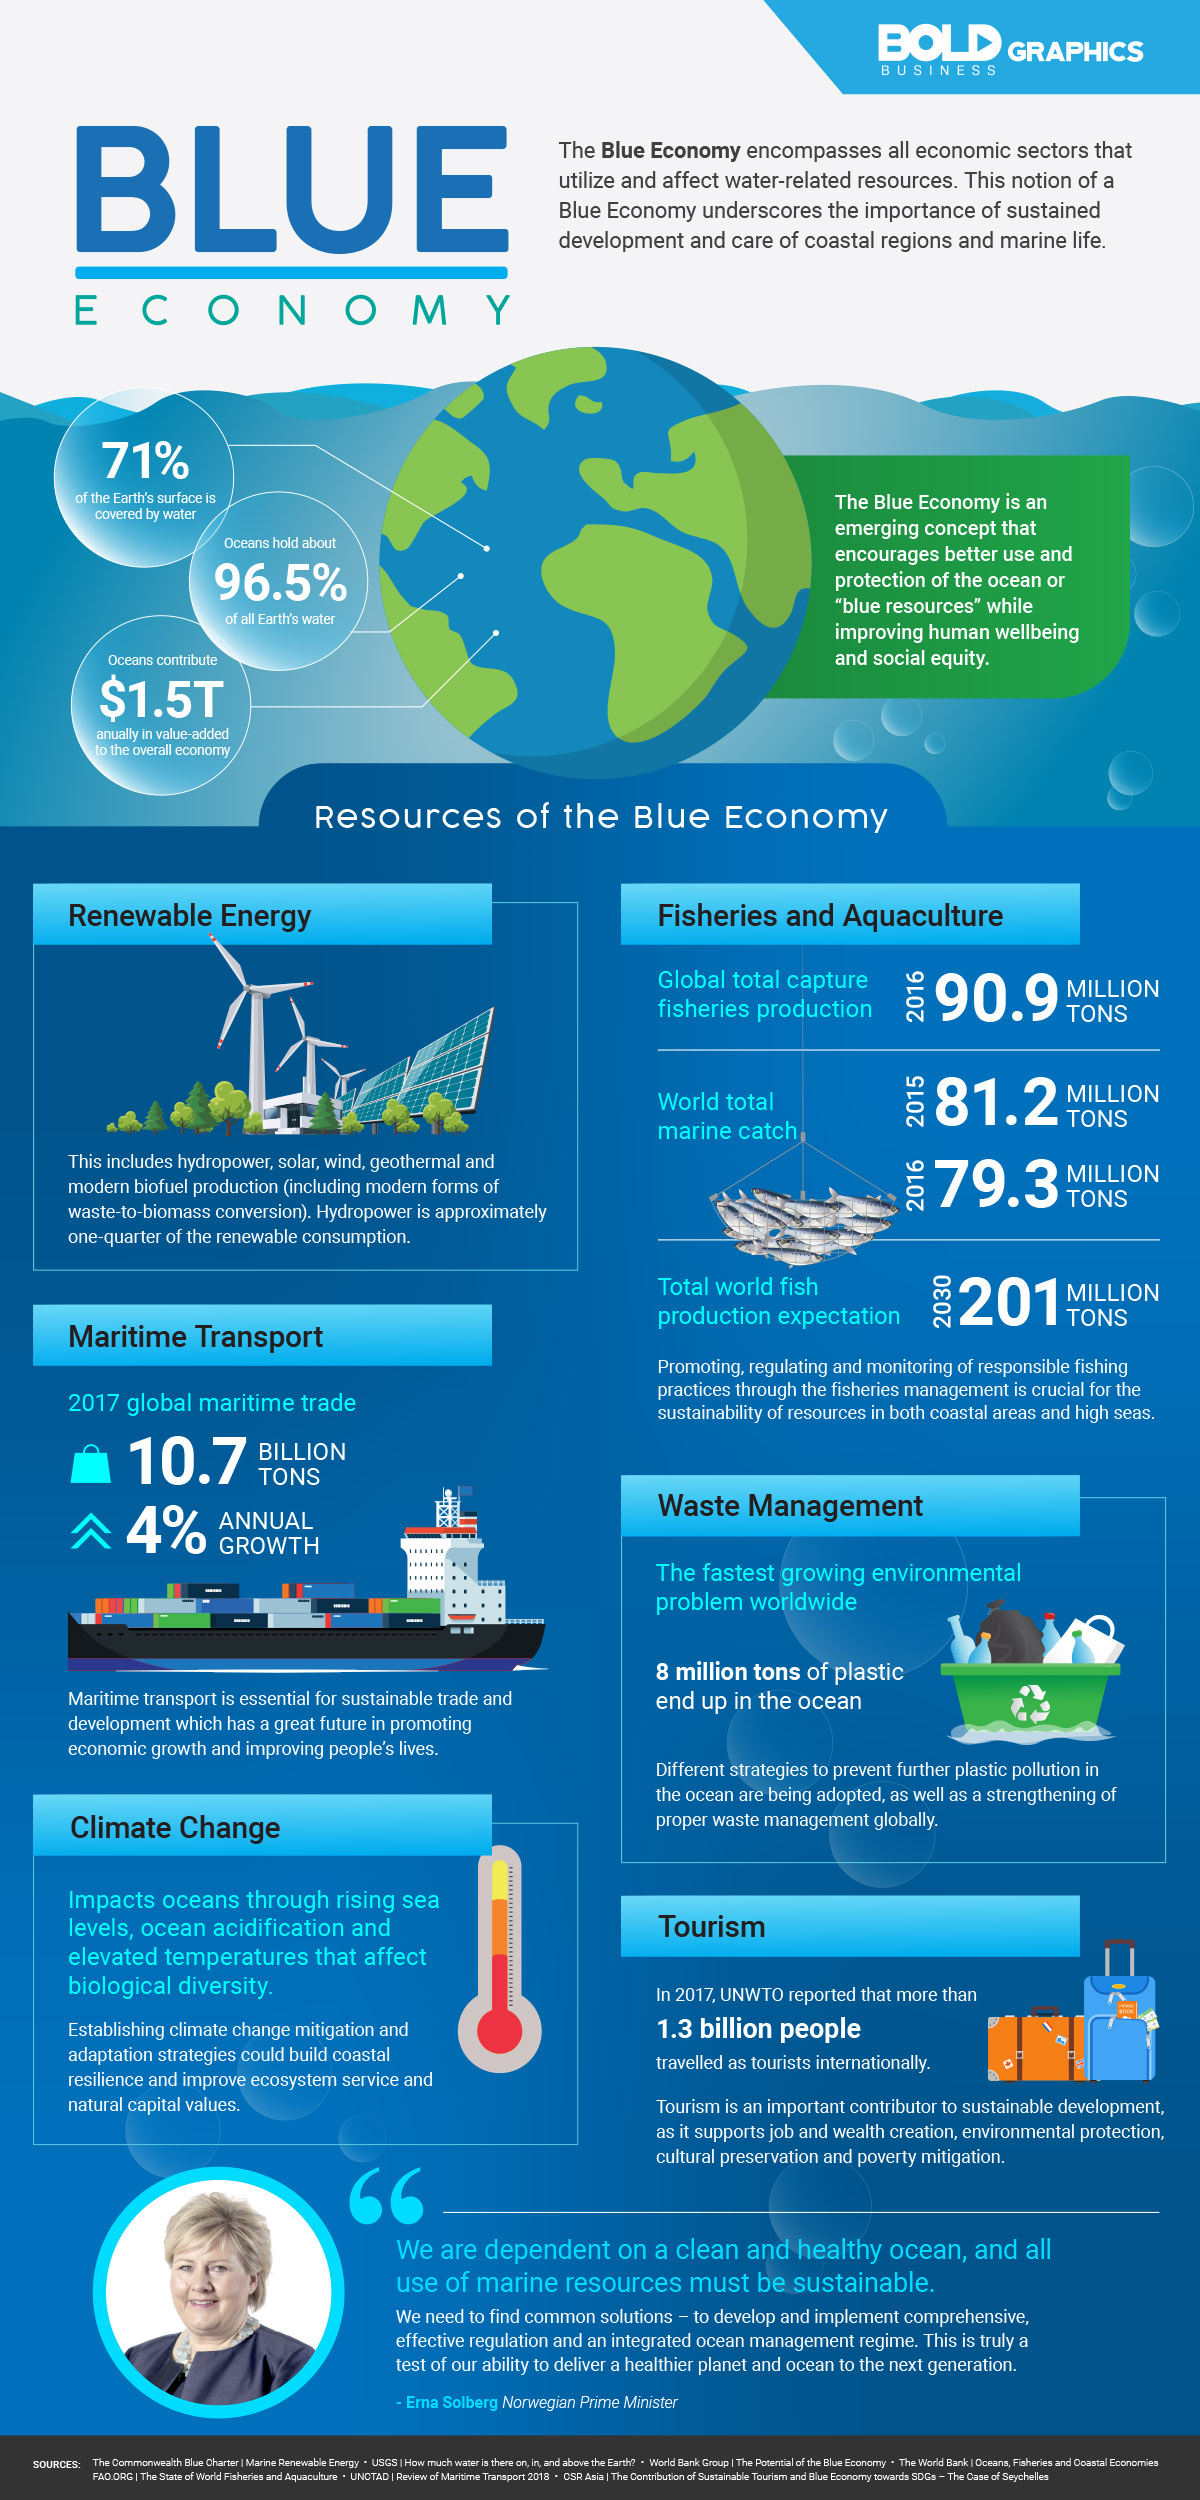 BOLD GRAPHICS
BUSINESS
BLUE
ECONOMY
The Blue Economy encompasses all economic sectors that
utilize and affect water-related resources. This notion of a
Blue Economy underscores the importance of sustained
development and care of coastal regions and marine life.
71%
of the Earth's surface is
covered by water
Oceans hold about
96.5%
of all Earth's water
Oceans contribute
$1.5T
anually in value-added
to the overall economy
The Blue Economy is an
emerging concept that
encourages better use and
protection of the ocean or
“blue resources” while
improving human wellbeing
and social equity.
Resources of the Blue Economy
Renewable Energy
This includes hydropower, solar, wind, geothermal and
modern biofuel production (including modern forms of
waste-to-biomass conversion). Hydropower is approximately
one-quarter of the renewable consumption.
Maritime Transport
2017 global maritime trade
10.7 BILLION
TONS
4% ANNUAL
GROWTH
Maritime transport is essential for sustainable trade and
development which has a great future in promoting
economic growth and improving people's lives.
Climate Change
Impacts oceans through rising sea
levels, ocean acidification and
elevated temperatures that affect
biological diversity.
Establishing climate change mitigation and
adaptation strategies could build coastal
resilience and improve ecosystem service and
natural capital values.
Fisheries and Aquaculture
Global total capture
fisheries production
2016 90.9 MILLION
TONS
World total
marine catch
2015 81.2 MILLION
TONS
2016 79.3 MILLION
TONS
Total world fish
production expectation
2030 201 MILLION
TONS
Promoting, regulating and monitoring of responsible fishing
practices through the fisheries management is crucial for the
sustainability of resources in both coastal areas and high seas.
Waste Management
The fastest growing environmental
problem worldwide
8 million tons of plastic
end up in the ocean
Different strategies to prevent further plastic pollution in
the ocean are being adopted, as well as a strengthening of
proper waste management globally.
Tourism
In 2017, UNWTO reported that more than
1.3 billion people
travelled as tourists internationally.
Tourism is an important contributor to sustainable development,
as it supports job and wealth creation, environmental protection,
cultural preservation and poverty mitigation.
We are dependent on a clean and healthy ocean, and all
use of marine resources must be sustainable.
We need to find common solutions – to develop and implement comprehensive,
effective regulation and an integrated ocean management regime. This is truly a
test of our ability to deliver a healthier planet and ocean to the next generation.
- Erna Solberg Norwegian Prime Minister
SOURCES: The Commonwealth Blue Charter | Marine Renewable Energy • USGS | How much water is there on, in, and above the Earth? • World Bank Group | The Potential of the Blue Economy • The World Bank | Oceans, Fisheries and Coastal Economies
FAO.ORG | The State of World Fisheries and Aquaculture • UNCTAD | Review of Maritime Transport 2018 • CSR Asia | The Contribution of Sustainable Tourism and Blue Economy towards SDGs – The Case of Seychelles